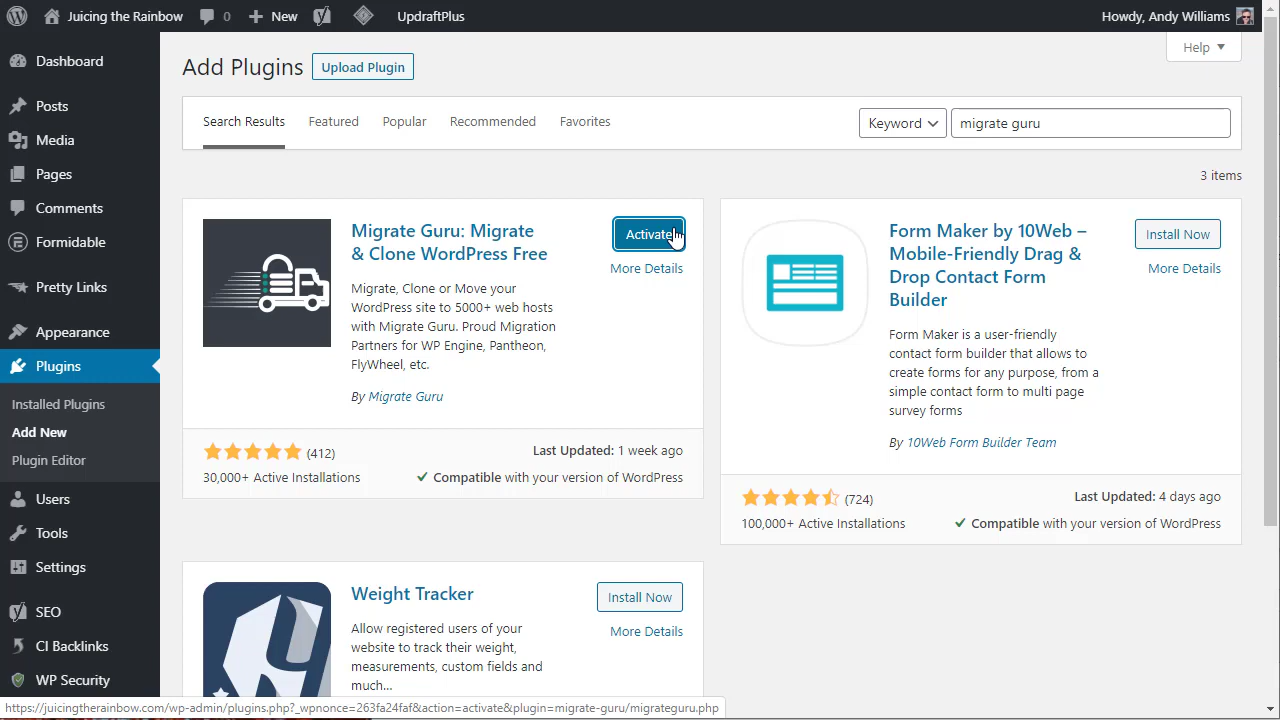 Juicing the Rainbow
0
New
UpdraftPlus
Howdy, Andy Williams
Dashboard
Posts
Media
Pages
Comments
Formidable
Pretty Links
Appearance
Plugins
Installed Plugins
Add New
Plugin Editor
Users
Tools
Settings
SEO
CI Backlinks
WP Security
Help
Add Plugins
Upload Plugin
Search Results
Featured
Popular
Recommended
Favorites
Keyword
migrate guru
3 items
Migrate Guru: Migrate
& Clone WordPress Free
Activate
More Details
Migrate, Clone or Move your
WordPress site to 5000+ web hosts
with Migrate Guru. Proud Migration
Partners for WP Engine, Pantheon,
FlyWheel, etc.
By Migrate Guru
(412)
30,000+ Active Installations
Last Updated: 1 week ago
Compatible with your version of WordPress
Form Maker by 10Web –
Mobile-Friendly Drag &
Drop Contact Form
Builder
Install Now
More Details
Form Maker is a user-friendly
contact form builder that allows to
create forms for any purpose, from a
simple contact form to multi page
survey forms
By 10Web Form Builder Team
(724)
100,000+ Active Installations
Last Updated: 4 days ago
Compatible with your version of WordPress
Weight Tracker
Install Now
More Details
Allow registered users of your
website to track their weight,
measurements, custom fields and
much...
https://juicingtherainbow.com/wp-admin/plugins.php?_wpnonce=263fa24faf&action=activate&plugin=migrate-guru/migrateguru.php